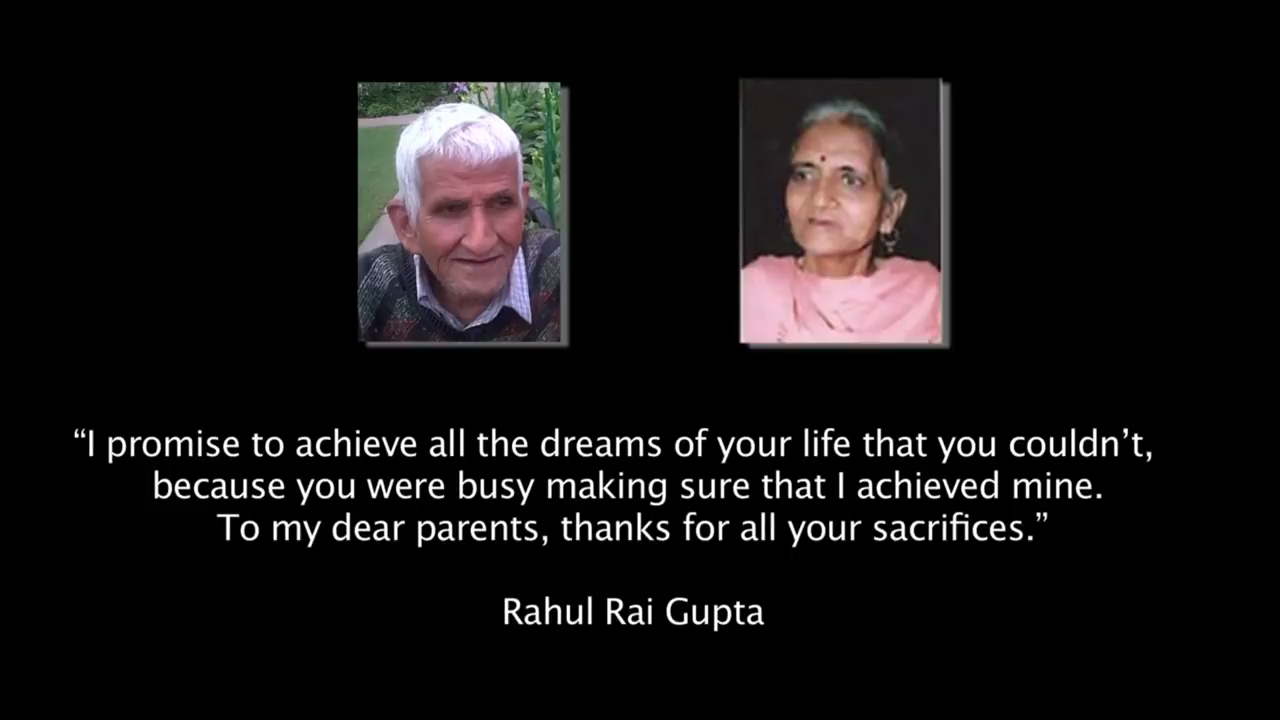 “I promise to achieve all the dreams of your life that you couldn’t,
because you were busy making sure that I achieved mine.
To my dear parents, thanks for all your sacrifices.”
Rahul Rai Gupta